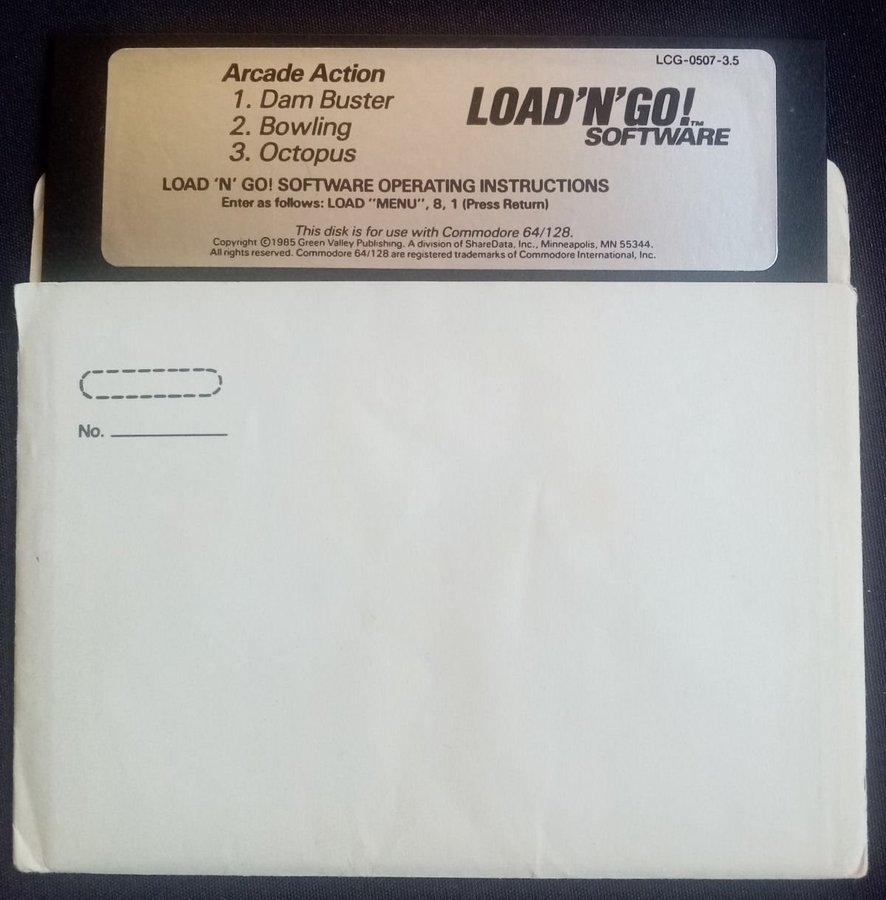 LCG-0507-3.5
Arcade Action
1. Dam Buster
2. Bowling
3. Octopus
LOAD'N'GO!™
SOFTWARE
LOAD 'N' GO! SOFTWARE OPERATING INSTRUCTIONS
Enter as follows: LOAD "MENU", 8, 1 (Press Return)
This disk is for use with Commodore 64/128.
Copyright ©1985 Green Valley Publishing. A division of ShareData, Inc., Minneapolis, MN 55344.
All rights reserved. Commodore 64/128 are registered trademarks of Commodore International, Inc.
No.